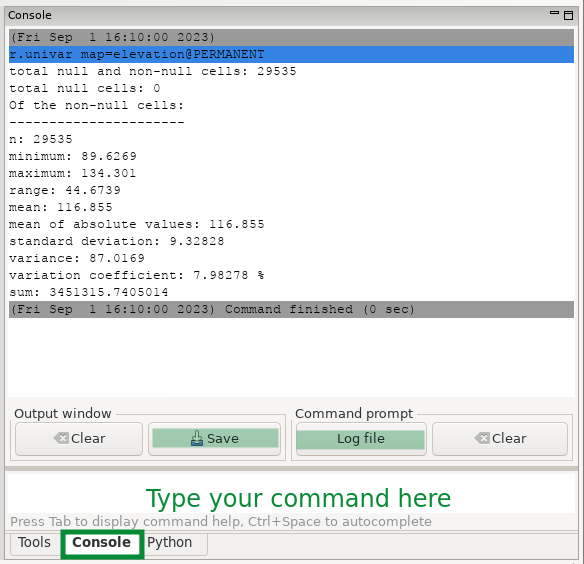 Console
(Fri Sep  1 16:10:00 2023)
r.univar map=elevation@PERMANENT
total null and non-null cells: 29535
total null cells: 0
Of the non-null cells:
----------------------
n: 29535
minimum: 89.6269
maximum: 134.301
range: 44.6739
mean: 116.855
mean of absolute values: 116.855
standard deviation: 9.32828
variance: 87.0169
variation coefficient: 7.98278 %
sum: 3451315.7405014
(Fri Sep  1 16:10:00 2023) Command finished (0 sec)
Output window Command prompt
Clear Save Log file Clear
Type your command here
Press Tab to display command help, Ctrl+Space to autocomplete
Tools Console Python